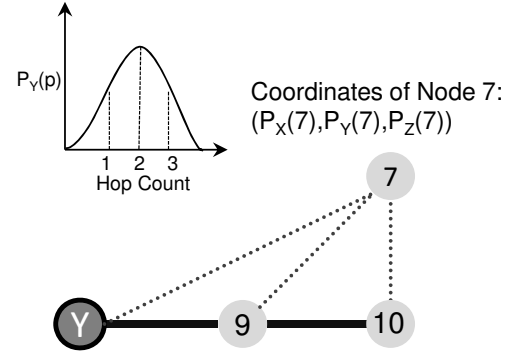 P_Y(p)
1 2 3
Hop Count
Coordinates of Node 7:
(P_X(7),P_Y(7),P_Z(7))
7
Y 9 10